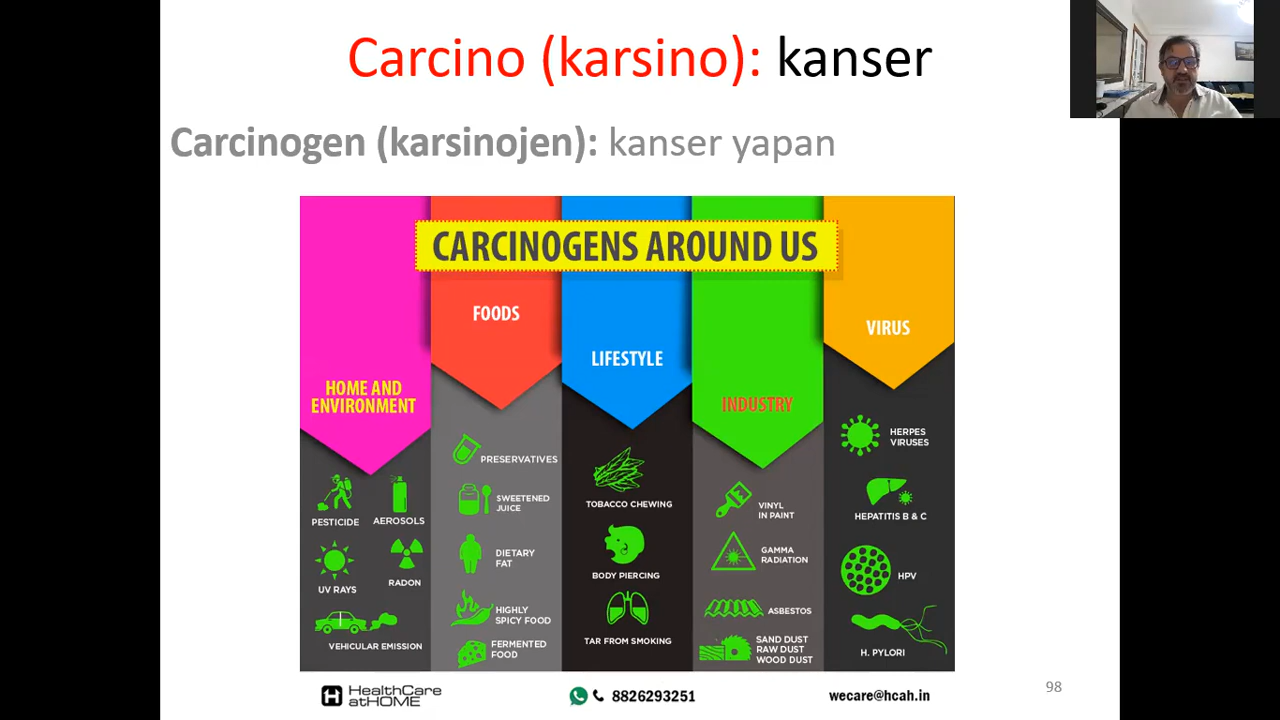 Carcino (karsino): kanser
Carcinogen (karsinojen): kanser yapan
CARCINOGENS AROUND US
HOME AND
ENVIRONMENT
PESTICIDE
AEROSOLS
UV RAYS
RADON
VEHICULAR EMISSION
FOODS
PRESERVATIVES
SWEETENED
JUICE
DIETARY
FAT
HIGHLY
SPICY FOOD
FERMENTED
FOOD
LIFESTYLE
TOBACCO CHEWING
BODY PIERCING
TAR FROM SMOKING
INDUSTRY
VINYL
IN PAINT
GAMMA
RADIATION
ASBESTOS
SAND DUST
RAW DUST
WOOD DUST
VIRUS
HERPES
VIRUSES
HEPATITIS B & C
HPV
H. PYLORI
HealthCare
atHOME
8826293251
wecare@hcah.in
98